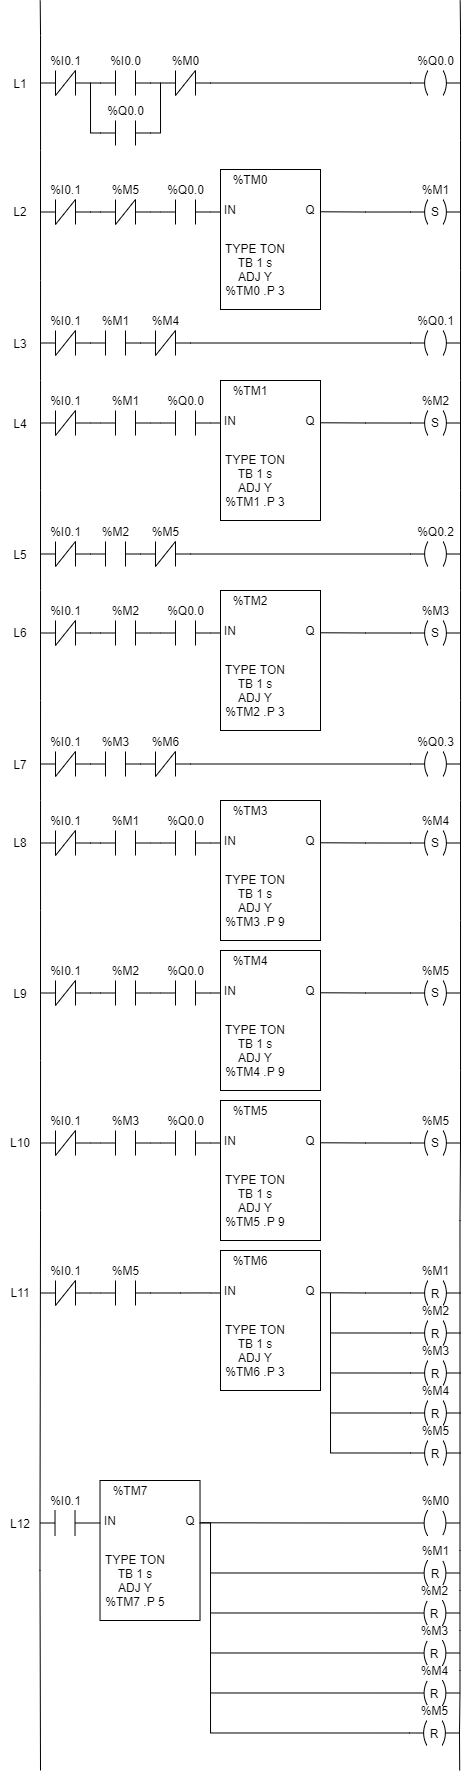 %I0.1 %I0.0 %M0 %Q0.0
L1
%Q0.0
%TM0
%I0.1 %M5 %Q0.0 %M1
L2 IN Q S
TYPE TON
TB 1 s
ADJ Y
%TM0 .P 3
%I0.1 %M1 %M4 %Q0.1
L3
%TM1
%I0.1 %M1 %Q0.0 %M2
L4 IN Q S
TYPE TON
TB 1 s
ADJ Y
%TM1 .P 3
%I0.1 %M2 %M5 %Q0.2
L5
%TM2
%I0.1 %M2 %Q0.0 %M3
L6 IN Q S
TYPE TON
TB 1 s
ADJ Y
%TM2 .P 3
%I0.1 %M3 %M6 %Q0.3
L7
%TM3
%I0.1 %M1 %Q0.0 %M4
L8 IN Q S
TYPE TON
TB 1 s
ADJ Y
%TM3 .P 9
%TM4
%I0.1 %M2 %Q0.0 %M5
L9 IN Q S
TYPE TON
TB 1 s
ADJ Y
%TM4 .P 9
%TM5
%I0.1 %M3 %Q0.0 %M5
L10 IN Q S
TYPE TON
TB 1 s
ADJ Y
%TM5 .P 9
%TM6
%I0.1 %M5 %M1
L11 IN Q R
%M2
R
TYPE TON
TB 1 s
ADJ Y
%TM6 .P 3
%M3
R
%M4
R
%M5
R
%TM7
%I0.1 %M0
L12 IN Q
TYPE TON
TB 1 s
ADJ Y
%TM7 .P 5
%M1
R
%M2
R
%M3
R
%M4
R
%M5
R